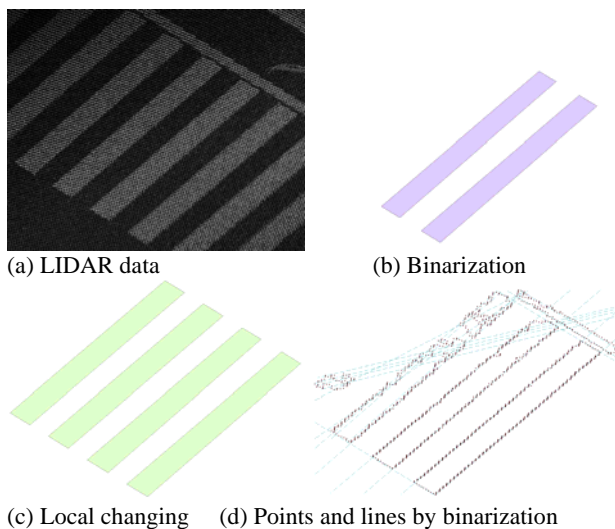 (a) LIDAR data
(b) Binarization
(c) Local changing
(d) Points and lines by binarization